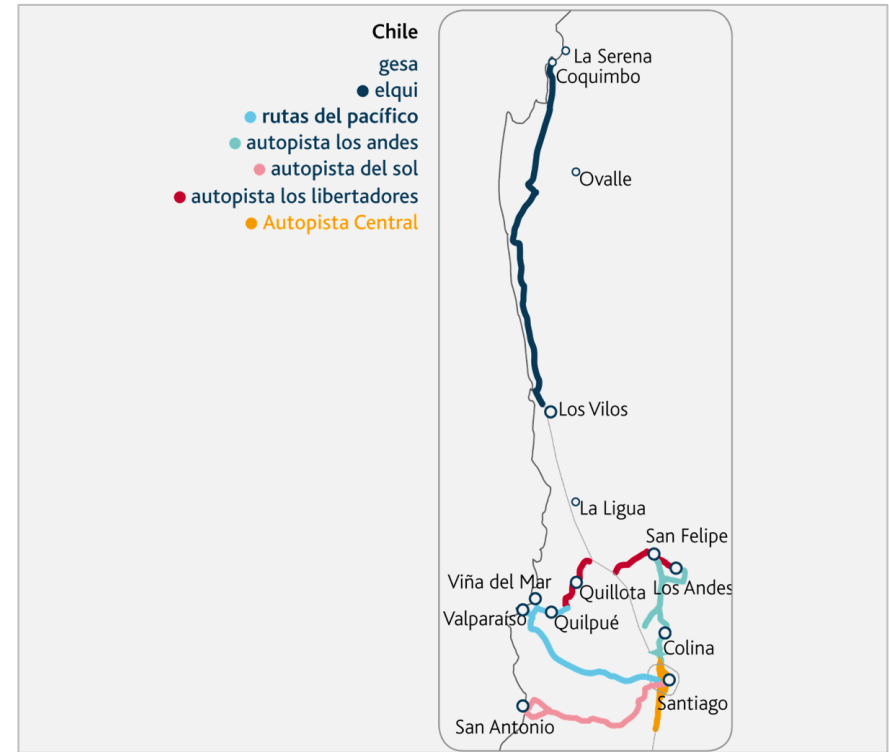 Chile
gesa
elqui
rutas del pacífico
autopista los andes
autopista del sol
autopista los libertadores
Autopista Central
La Serena
Coquimbo
Ovalle
Los Vilos
La Ligua
San Felipe
Viña del Mar
Quillota
Los Andes
Valparaíso
Quilpué
Colina
Santiago
San Antonio